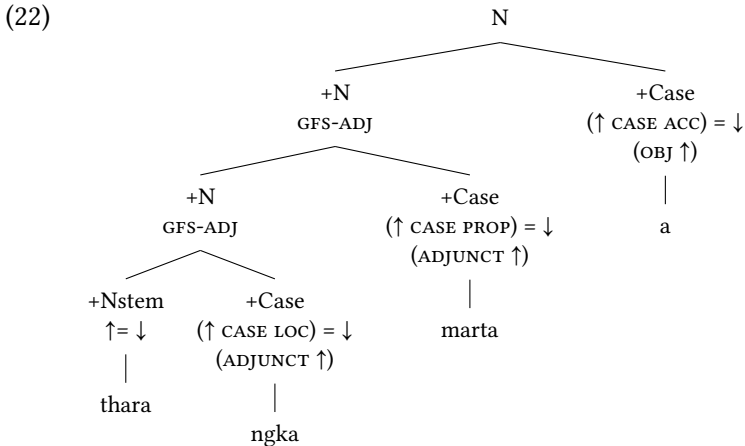 (22)
N
+N
GFS-ADJ
+Case
(↑ CASE ACC) = ↓
(OBJ ↑)
a
+N
GFS-ADJ
+Case
(↑ CASE PROP) = ↓
(ADJUNCT ↑)
marta
+Nstem
↑= ↓
thara
+Case
(↑ CASE LOC) = ↓
(ADJUNCT ↑)
ngka